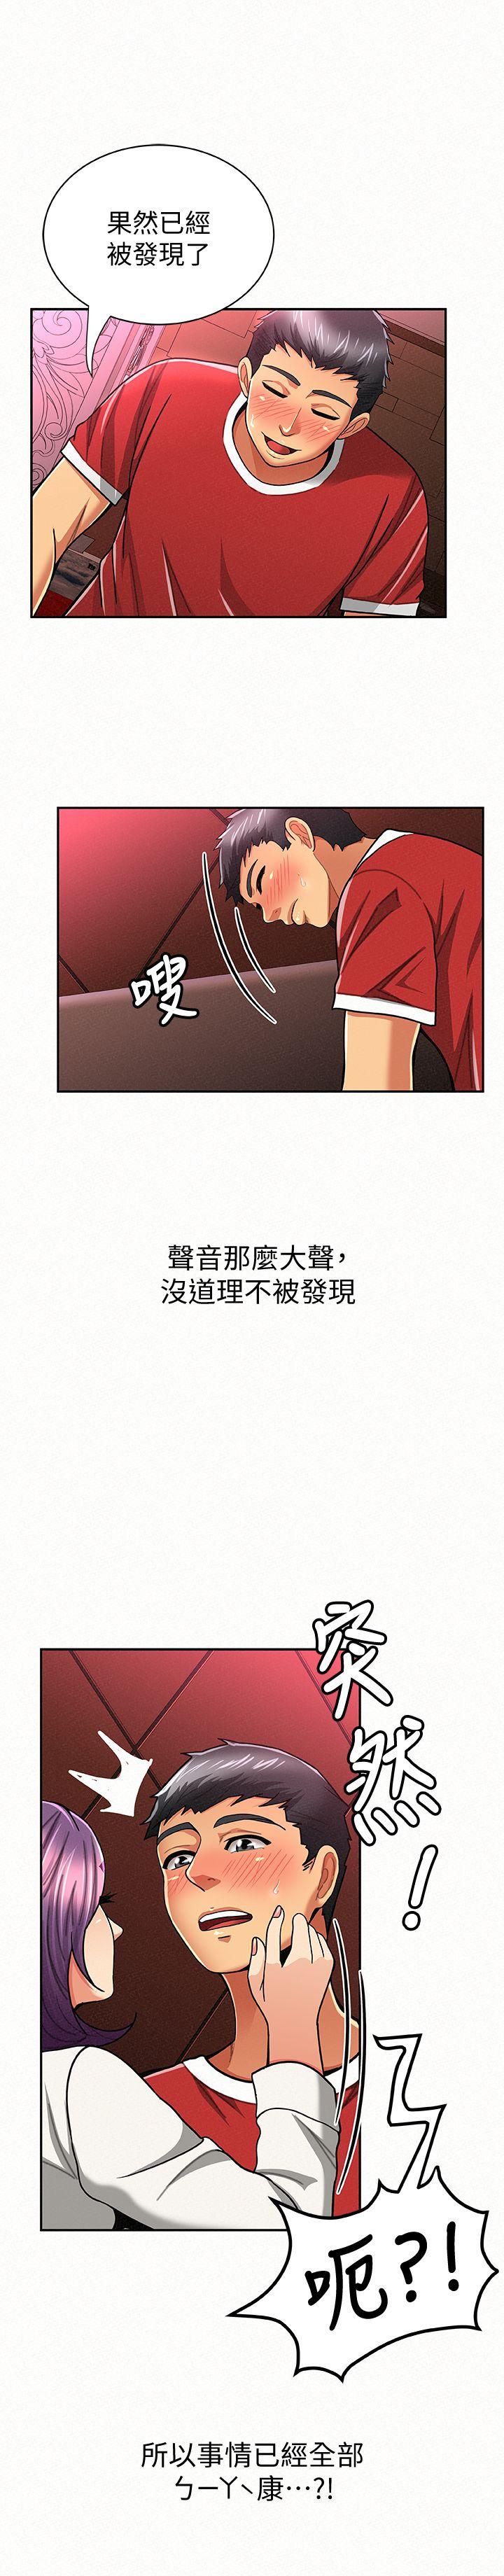 果然已經
被發現了
嗖
聲音那麼大聲,
沒道理不被發現
突然!
呃?!
所以事情已經全部
ㄅㄧㄚˋ康…?!